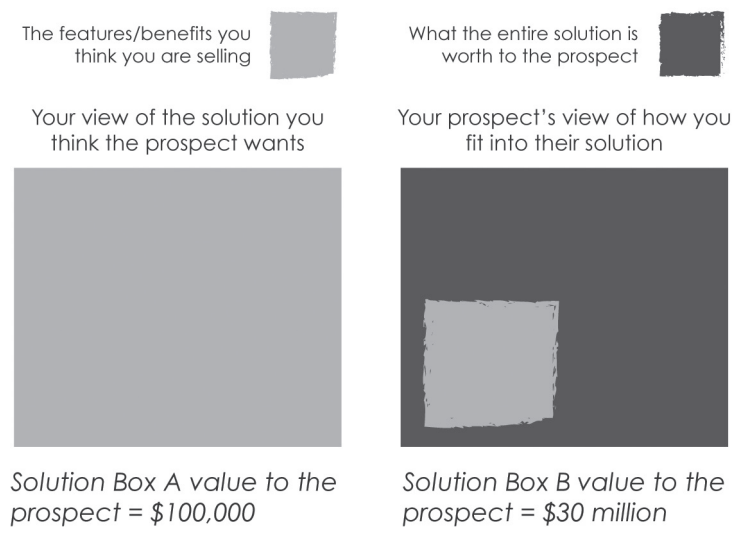 The features/benefits you
think you are selling
What the entire solution is
worth to the prospect
Your view of the solution you
think the prospect wants
Your prospect’s view of how you
fit into their solution
Solution Box A value to the
prospect = $100,000
Solution Box B value to the
prospect = $30 million